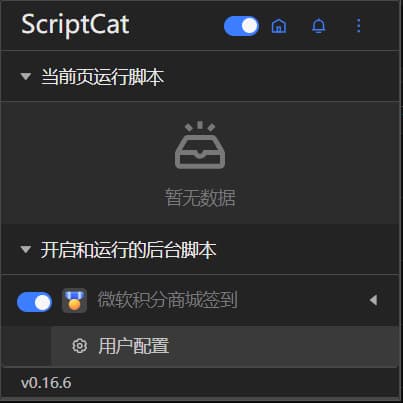 ScriptCat
当前页运行脚本
暂无数据
开启和运行的后台脚本
微软积分商城签到
用户配置
v0.16.6